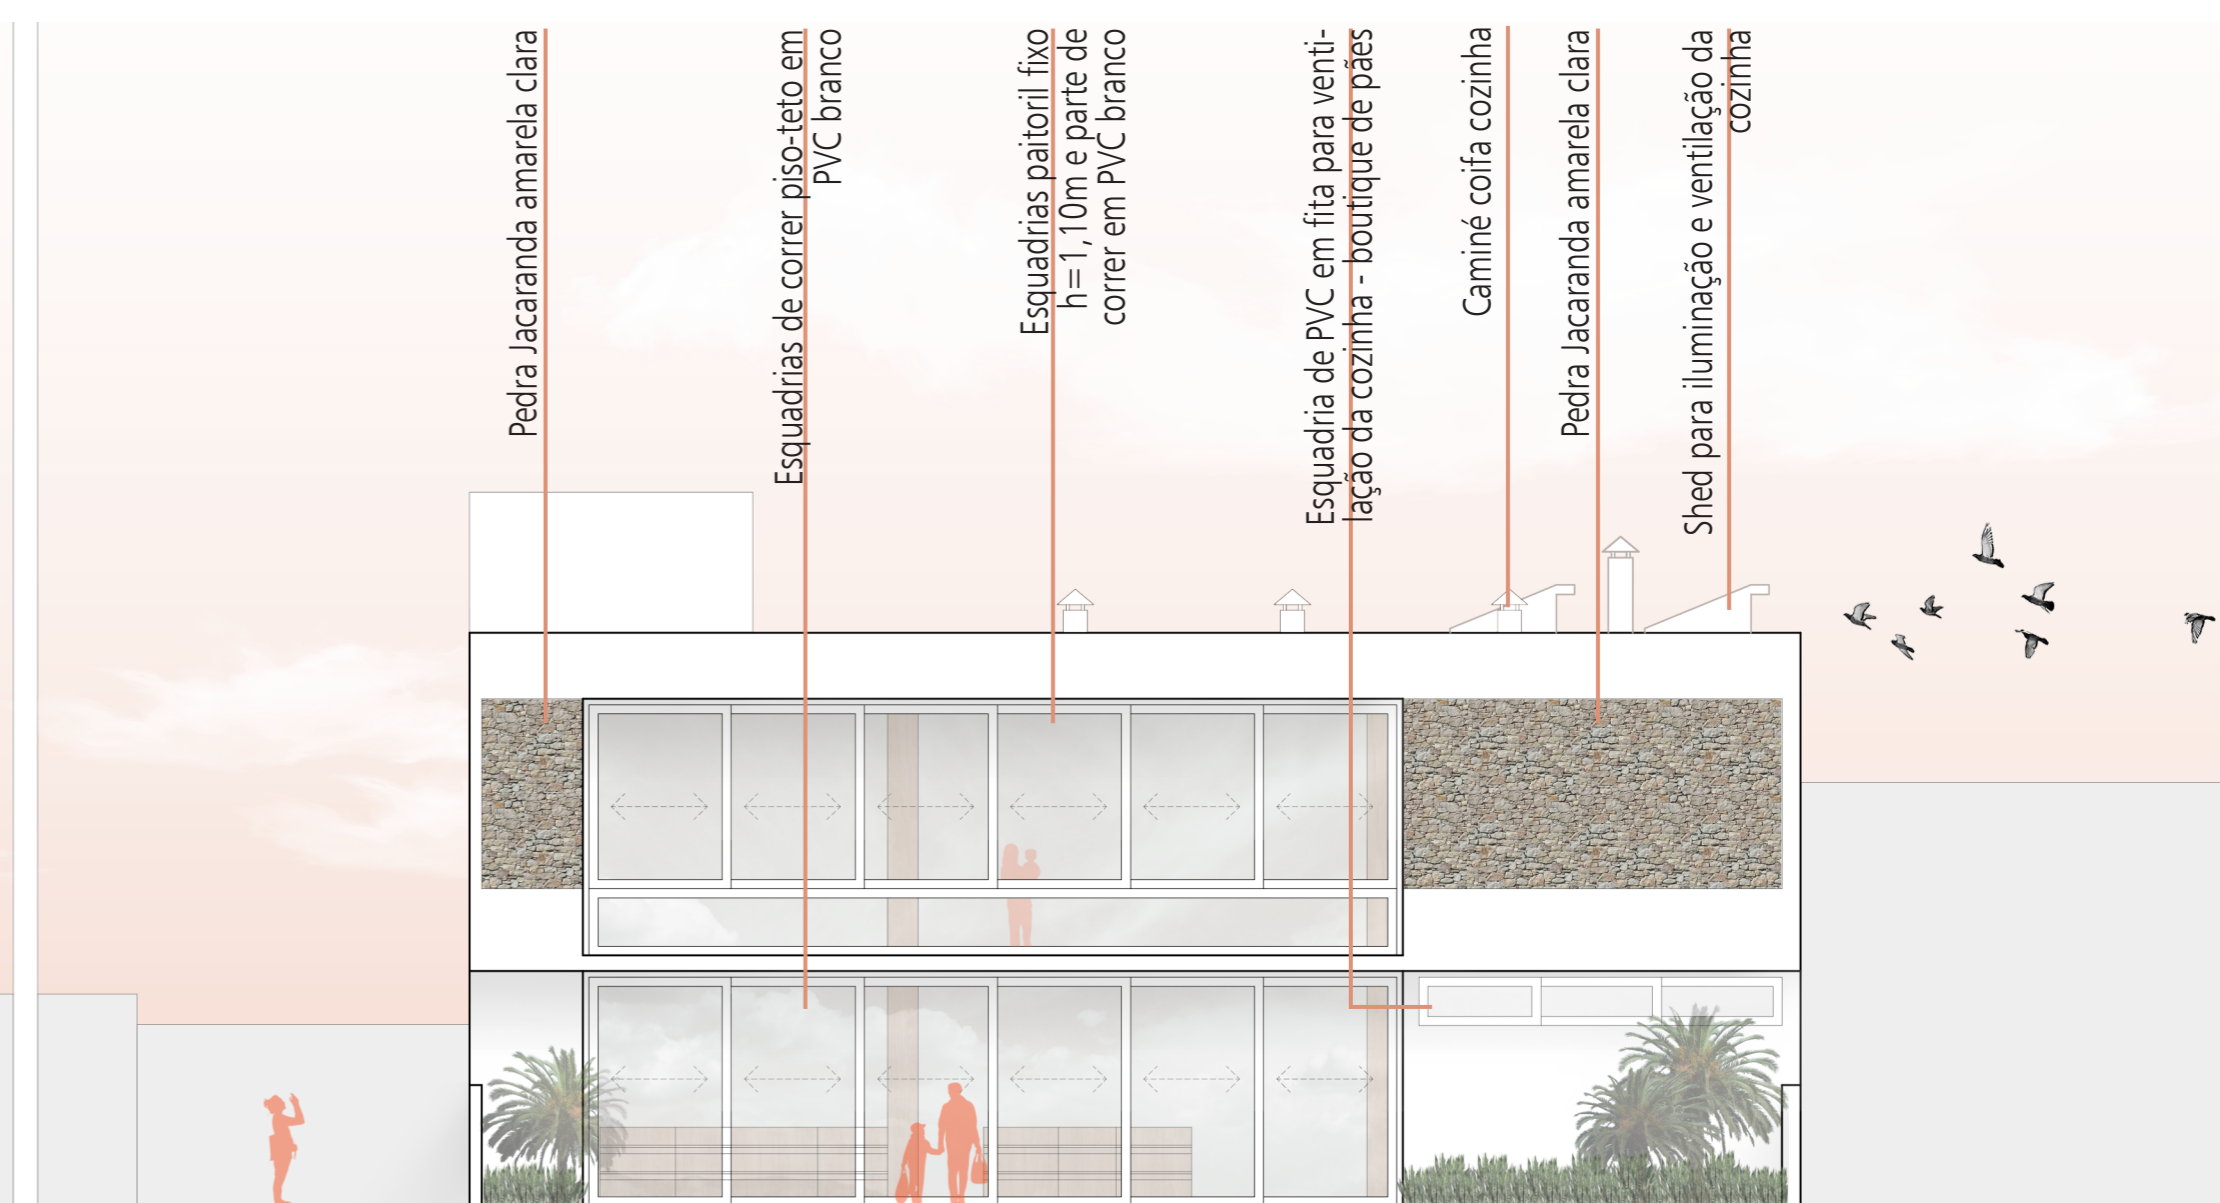 Pedra Jacaranda amarela clara
Esquadrias de correr piso-teto em
PVC branco
Esquadrias paitoril fixo
h=1,10m e parte de
correr em PVC branco
Esquadria de PVC em fita para venti-
lação da cozinha - boutique de pães
Caminé coifa cozinha
Pedra Jacaranda amarela clara
Shed para iluminação e ventilação da
cozinha